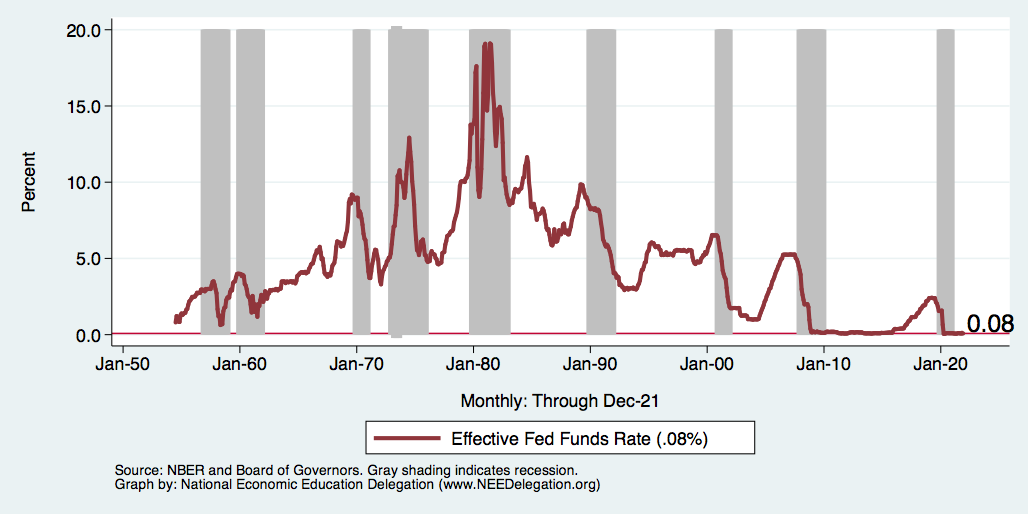 20.0
15.0
10.0
5.0
0.0
Percent
0.08
Jan-50 Jan-60 Jan-70 Jan-80 Jan-90 Jan-00 Jan-10 Jan-20
Monthly: Through Dec-21
Effective Fed Funds Rate (.08%)
Source: NBER and Board of Governors. Gray shading indicates recession.
Graph by: National Economic Education Delegation (www.NEEDelegation.org)